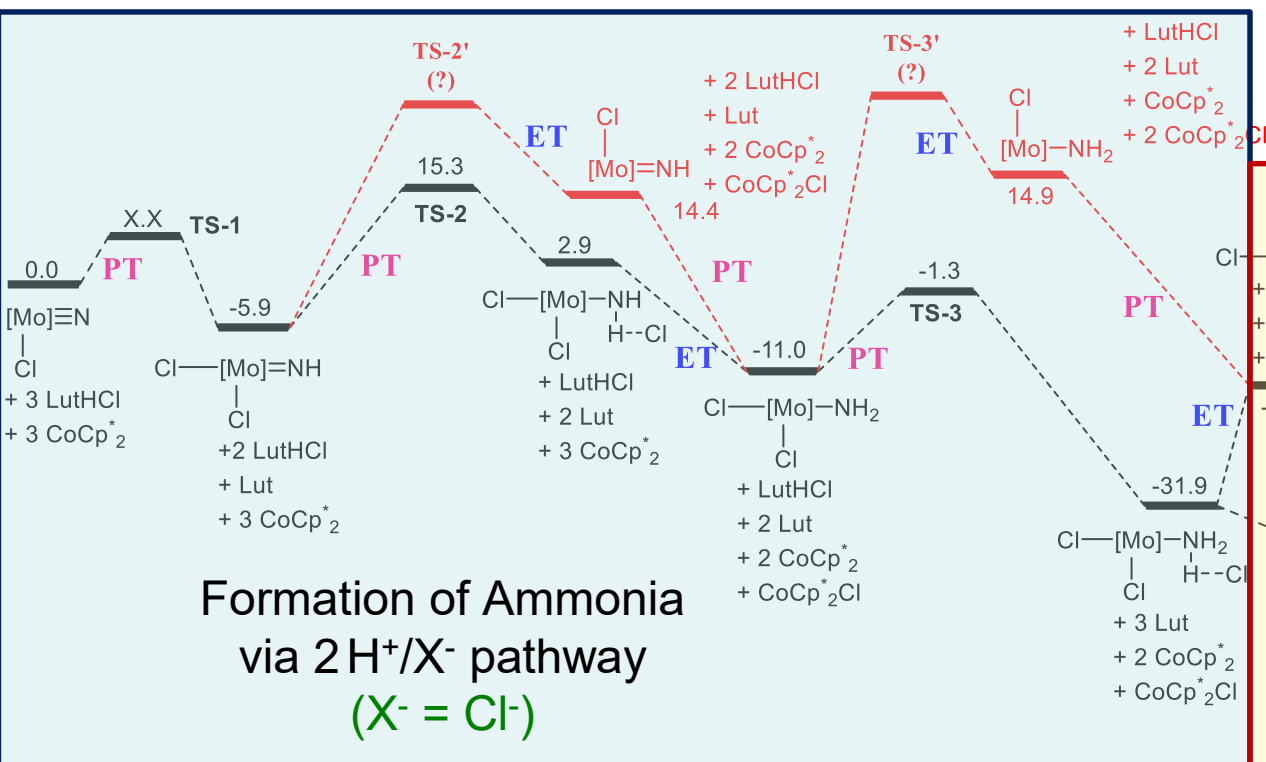 TS-2'
(?)
TS-3'
(?)
+ LutHCl
+ 2 Lut
+ CoCp*2
+ 2 CoCp*2Cl
+ 2 LutHCl
+ Lut
+ 2 CoCp*2
+ CoCp*2Cl
ET
Cl
[Mo]=NH
14.4
ET
Cl
[Mo]—NH2
14.9
15.3
TS-2
X.X
TS-1
0.0
PT
PT
2.9
PT
-1.3
TS-3
PT
Cl—
+
+
+
[Mo]≡N
Cl
+ 3 LutHCl
+ 3 CoCp*2
-5.9
Cl—[Mo]=NH
Cl
+2 LutHCl
+ Lut
+ 3 CoCp*2
Cl—[Mo]—NH
H--Cl
Cl
+ LutHCl
+ 2 Lut
+ 3 CoCp*2
ET
-11.0
PT
Cl—[Mo]—NH2
Cl
+ LutHCl
+ 2 Lut
+ 2 CoCp*2
+ CoCp*2Cl
ET
-31.9
Cl—[Mo]—NH2
H--Cl
Cl
+ 3 Lut
+ 2 CoCp*2
+ CoCp*2Cl
Formation of Ammonia
via 2 H+/X- pathway
(X- = Cl-)